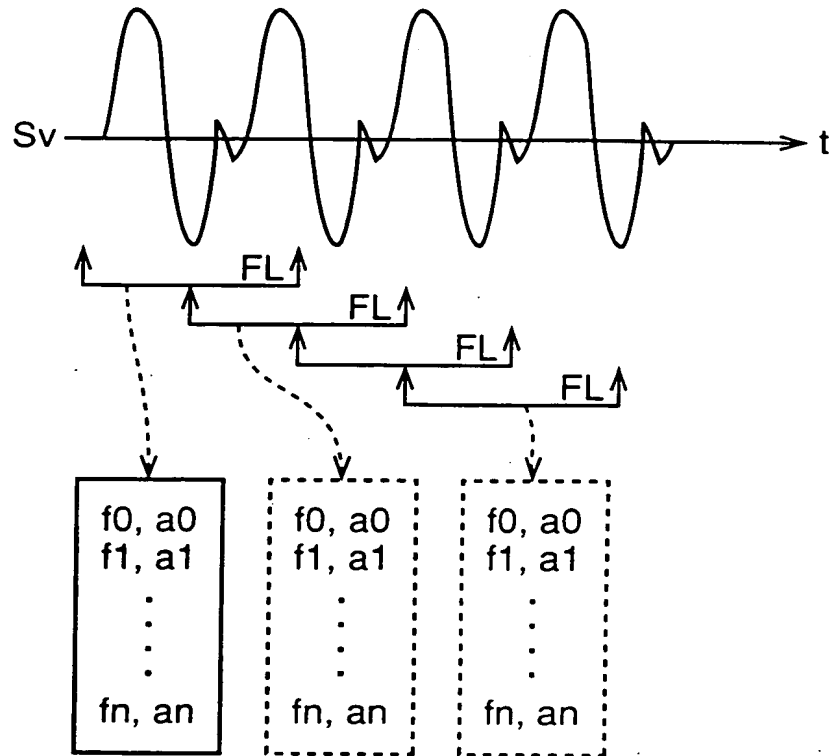 Sv
t
FL
FL
FL
FL
f0, a0
f1, a1
fn, an
f0, a0
f1, a1
fn, an
f0, a0
f1, a1
fn, an